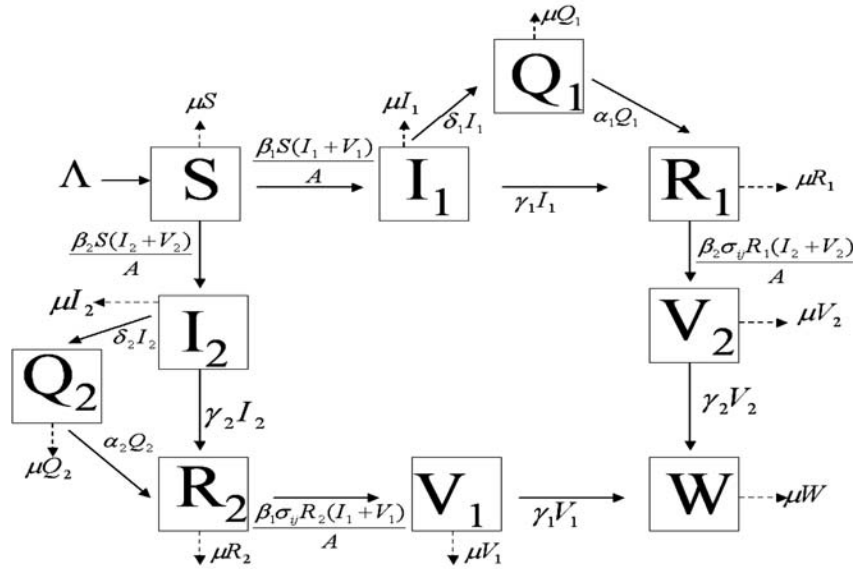 μQ₁
Q₁
μS
μI₁
δ₁I₁
α₁Q₁
β₁S(I₁+V₁)
A
Λ
S
I₁
R₁
μR₁
γ₁I₁
β₂S(I₂+V₂)
A
β₂σᵢⱼR₁(I₂+V₂)
A
μI₂
I₂
V₂
μV₂
δ₂I₂
Q₂
γ₂I₂
γ₂V₂
α₂Q₂
μQ₂
R₂
β₁σᵢⱼR₂(I₁+V₁)
A
V₁
γ₁V₁
W
μW
μR₂
μV₁